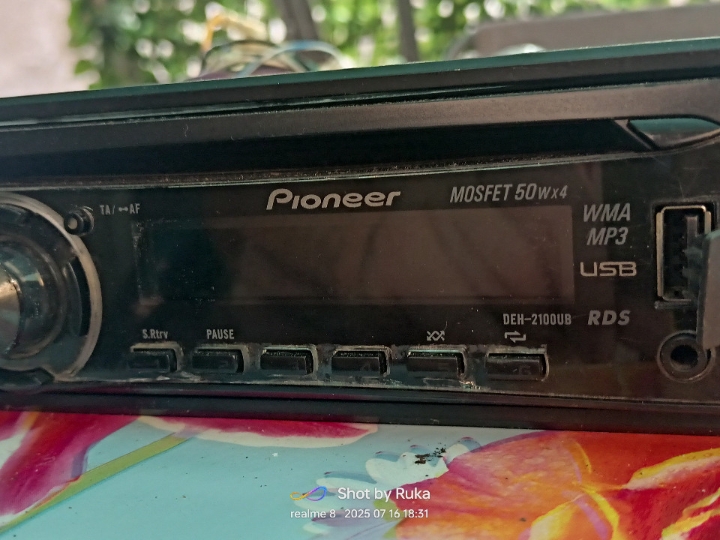 TA/⟷AF
Pioneer
MOSFET 50Wx4
WMA
MP3
USB
DEH-2100UB
RDS
S.Rtrv
PAUSE
Shot by Ruka
realme 8 2025 07 16 18:31